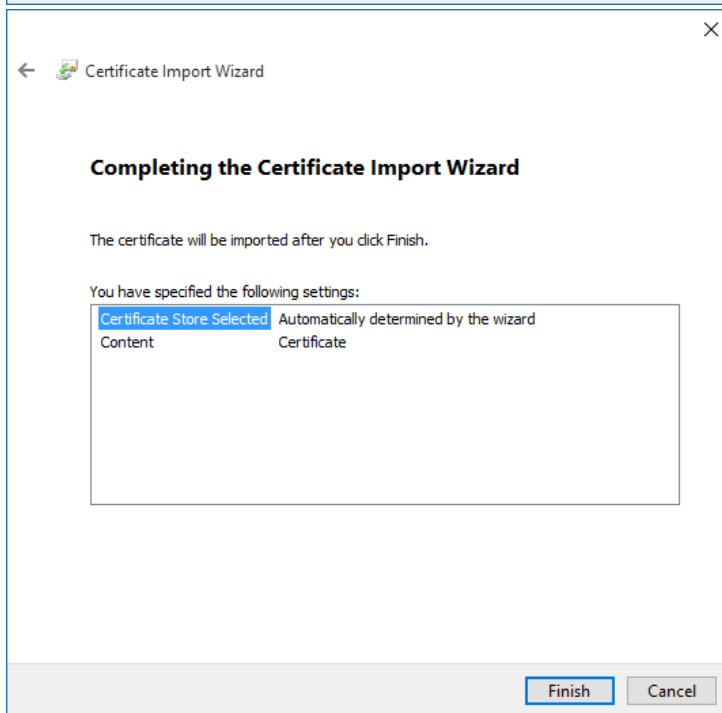 Certificate Import Wizard
Completing the Certificate Import Wizard
The certificate will be imported after you click Finish.
You have specified the following settings:
Certificate Store Selected Automatically determined by the wizard
Content Certificate
Finish Cancel